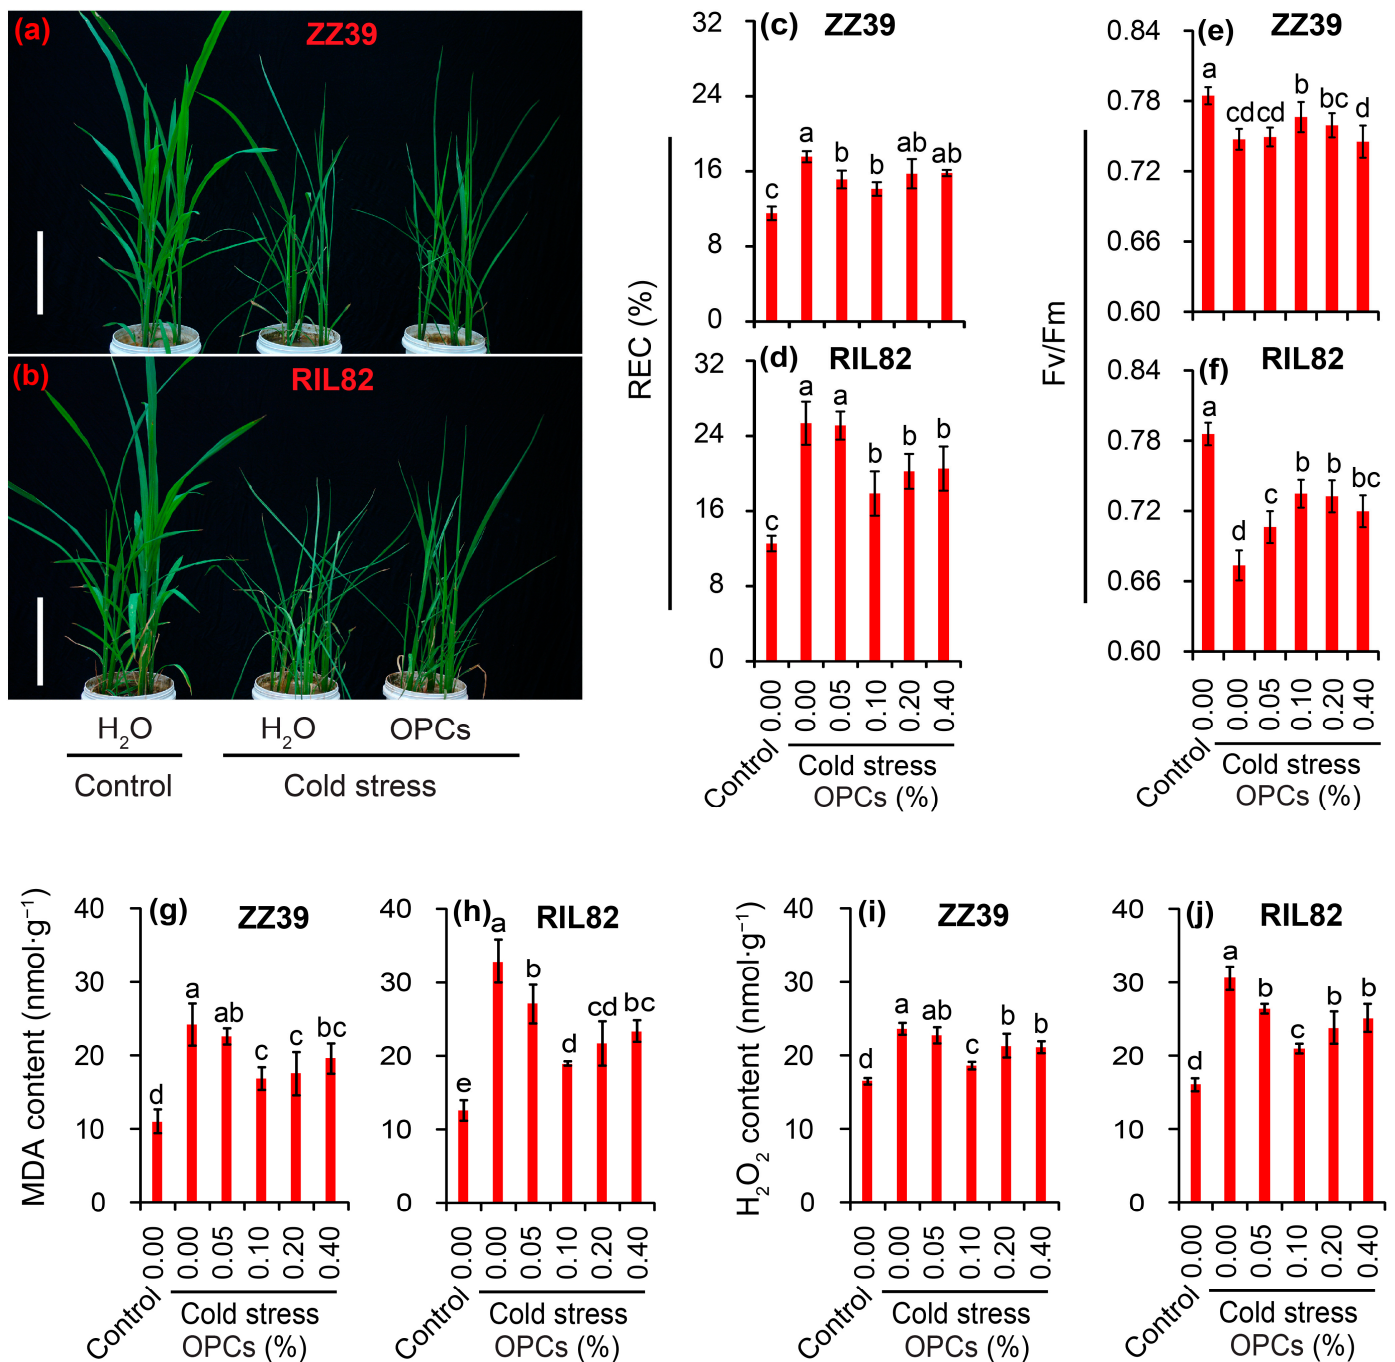 (a) ZZ39
(b) RIL82
H₂O H₂O OPCs
Control Cold stress
REC (%)
(c) ZZ39
32
24
16
8
0
c a b b ab ab
(d) RIL82
32
24
16
8
0
c a a b b b
0.00 0.00 0.05 0.10 0.20 0.40
Control Cold stress
OPCs (%)
Fv/Fm
(e) ZZ39
0.84
0.78
0.72
0.66
0.60
a cd cd b bc d
(f) RIL82
0.84
0.78
0.72
0.66
0.60
a d c b b bc
0.00 0.00 0.05 0.10 0.20 0.40
Control Cold stress
OPCs (%)
MDA content (nmol·g⁻¹)
(g) ZZ39
40
30
20
10
0
d a ab c c bc
0.00 0.00 0.05 0.10 0.20 0.40
Control Cold stress
OPCs (%)
(h) RIL82
40
30
20
10
0
e a b d cd bc
0.00 0.00 0.05 0.10 0.20 0.40
Control Cold stress
OPCs (%)
H₂O₂ content (nmol·g⁻¹)
(i) ZZ39
40
30
20
10
0
d a ab c b b
0.00 0.00 0.05 0.10 0.20 0.40
Control Cold stress
OPCs (%)
(j) RIL82
40
30
20
10
0
d a b c b b
0.00 0.00 0.05 0.10 0.20 0.40
Control Cold stress
OPCs (%)